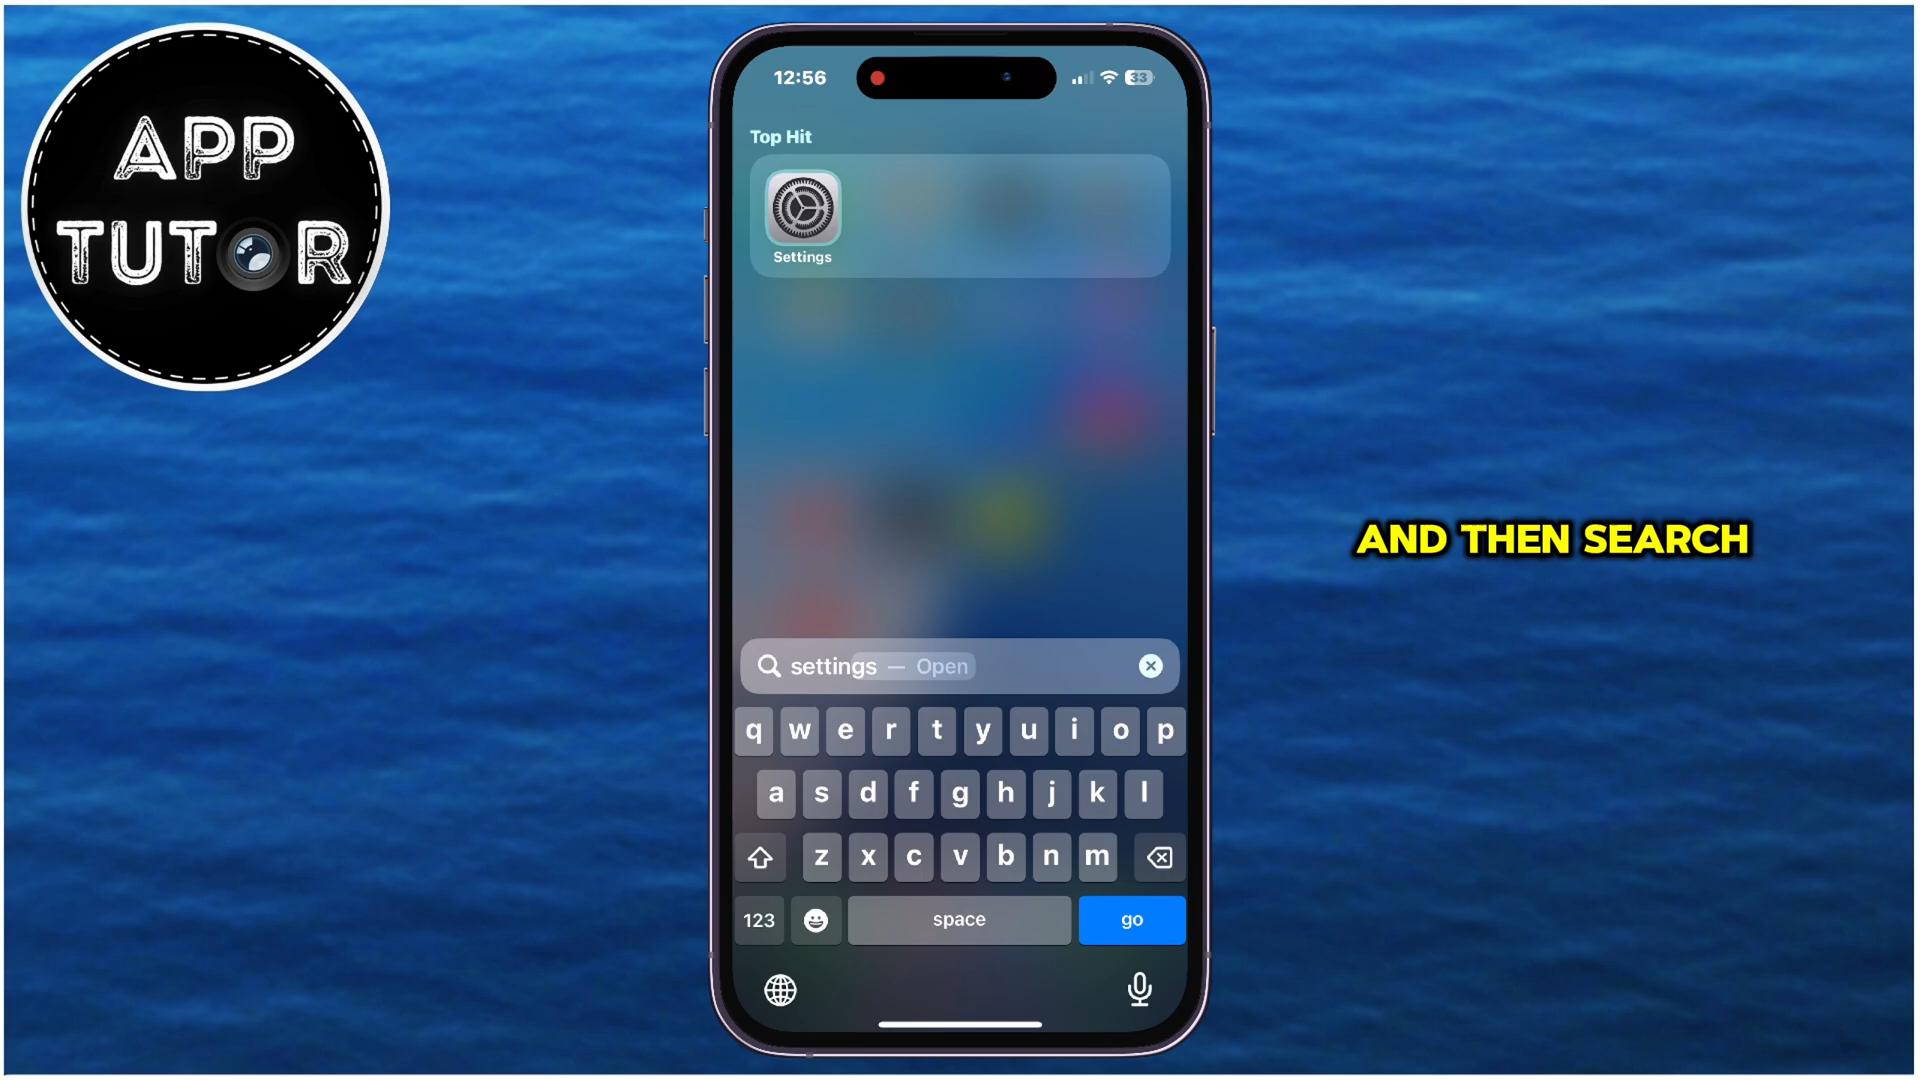 APP
TUTOR
12:56
33
Top Hit
Settings
settings — Open
q w e r t y u i o p
a s d f g h j k l
z x c v b n m
123 space go
AND THEN SEARCH